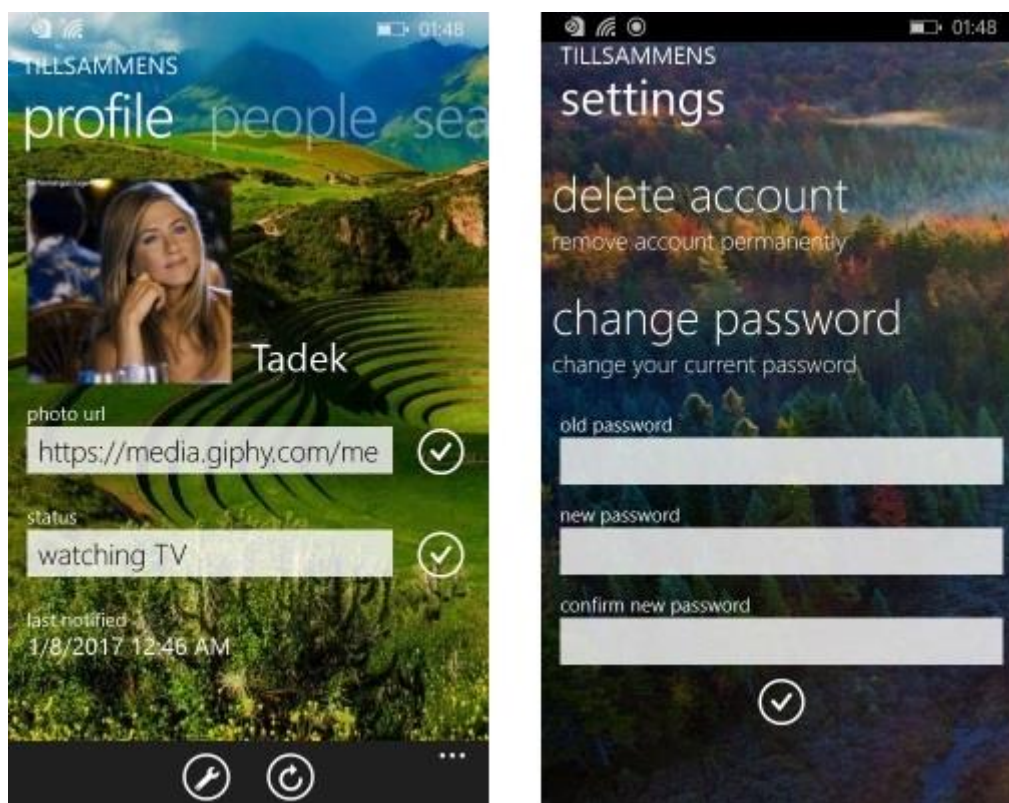 01:48
TILLSAMMENS
profile people sea
Tadek
photo url
https://media.giphy.com/me
status
watching TV
last notified
1/8/2017 12:46 AM
01:48
TILLSAMMENS
settings
delete account
remove account permanently
change password
change your current password
old password
new password
confirm new password